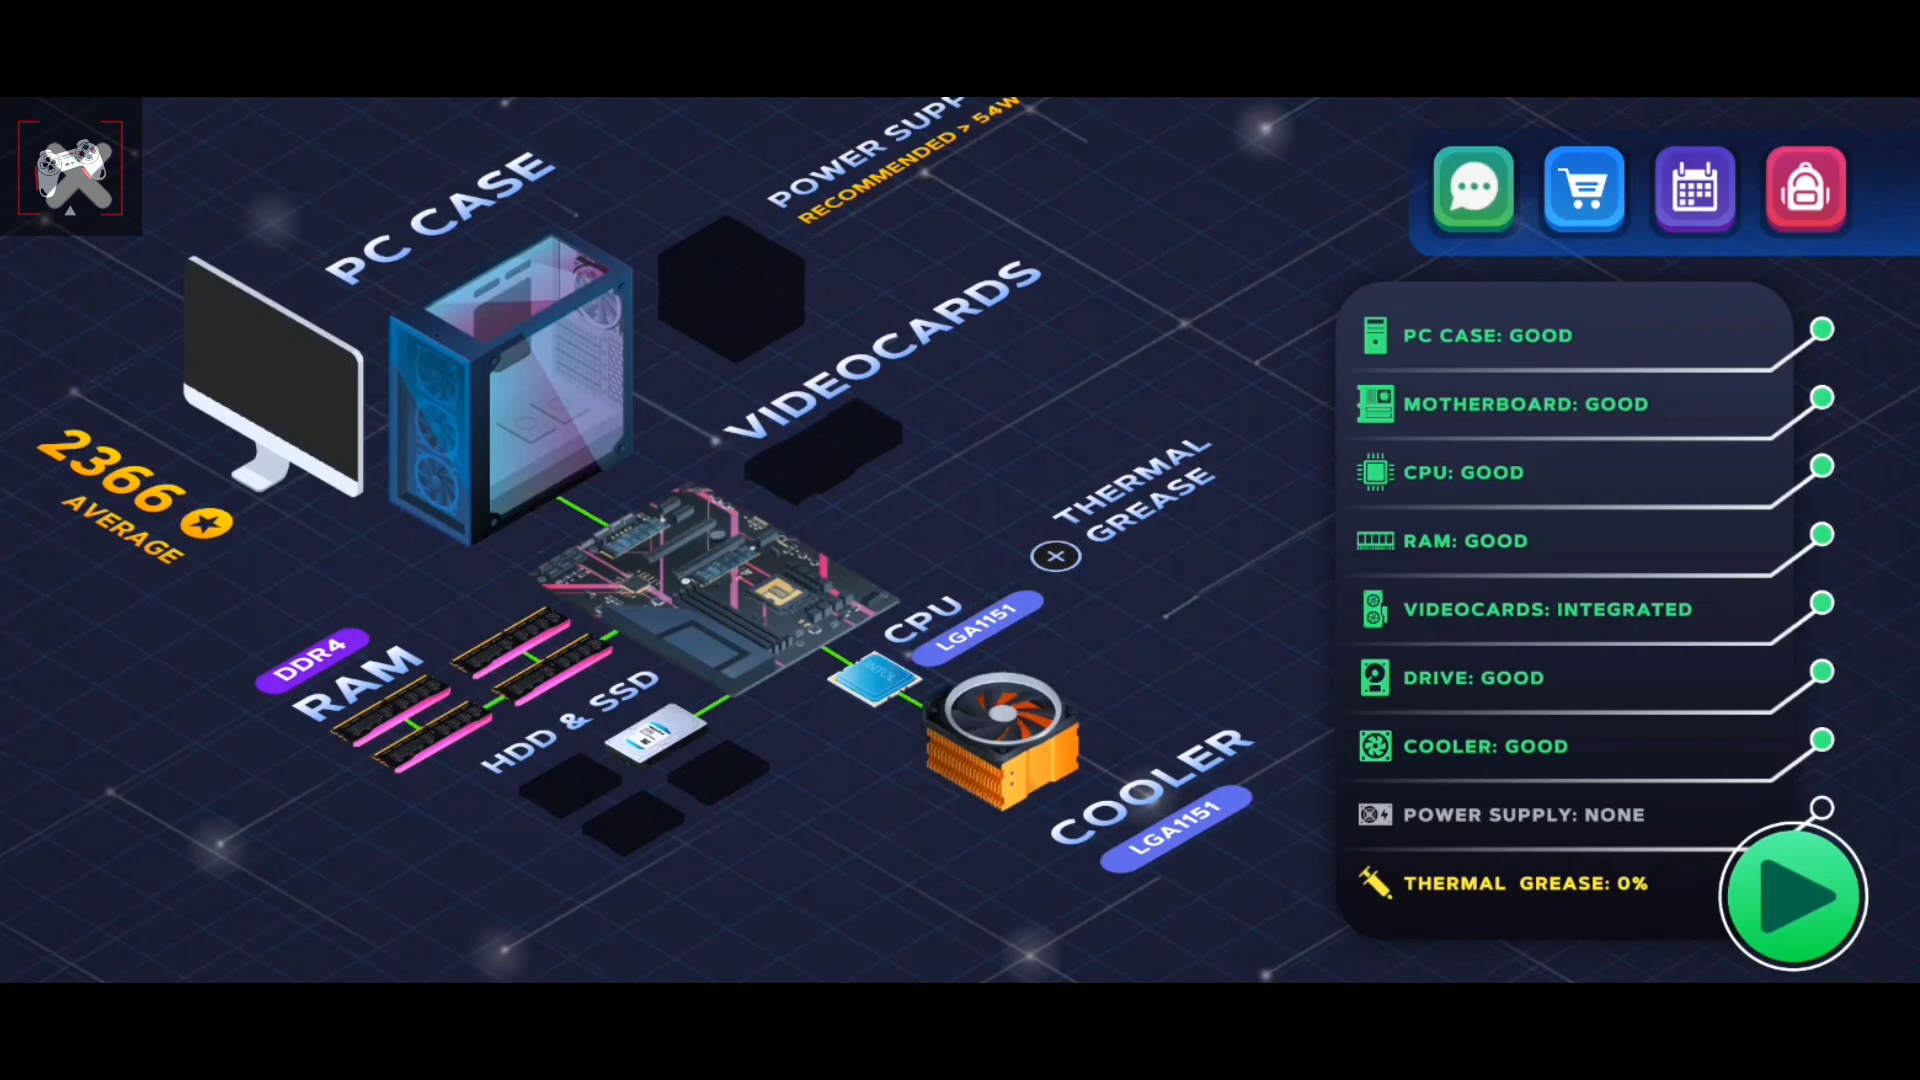 POWER SUPP
RECOMMENDED > 54W
PC CASE
VIDEOCARDS
THERMAL
GREASE
2366
AVERAGE
CPU
LGA1151
DDR4
RAM
HDD & SSD
INTOL
COOLER
LGA1151
PC CASE: GOOD
MOTHERBOARD: GOOD
CPU: GOOD
RAM: GOOD
VIDEOCARDS: INTEGRATED
DRIVE: GOOD
COOLER: GOOD
POWER SUPPLY: NONE
THERMAL GREASE: 0%